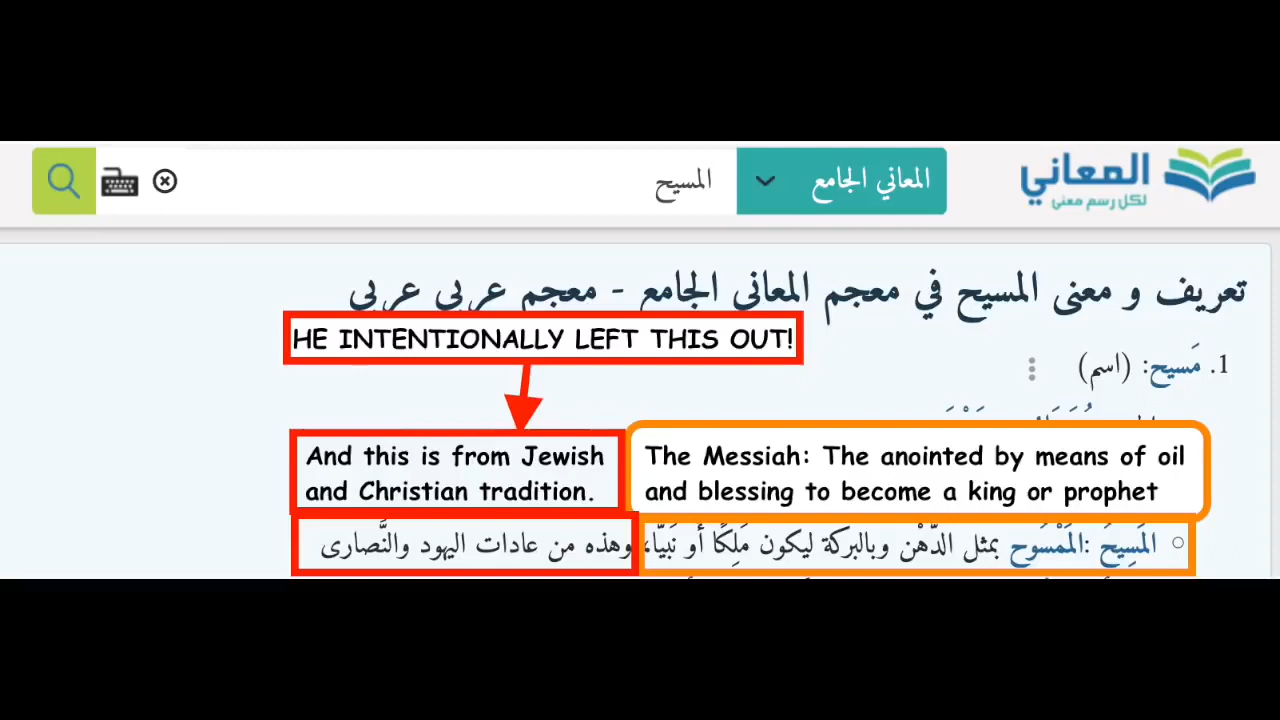 المعاني
لكل رسم معنى
المعاني الجامع
المسيح
تعريف و معنى المسيح في معجم المعاني الجامع - معجم عربي عربي
HE INTENTIONALLY LEFT THIS OUT!
1. مَسيح: (اسم)
And this is from Jewish
and Christian tradition.
The Messiah: The anointed by means of oil
and blessing to become a king or prophet
المَسِيحُ :المَمْسُوح بمثل الدّهْن وبالبركة ليكون مَلِكًا أو نَبيًّا، وهذه من عادات اليهود والنَّصارى